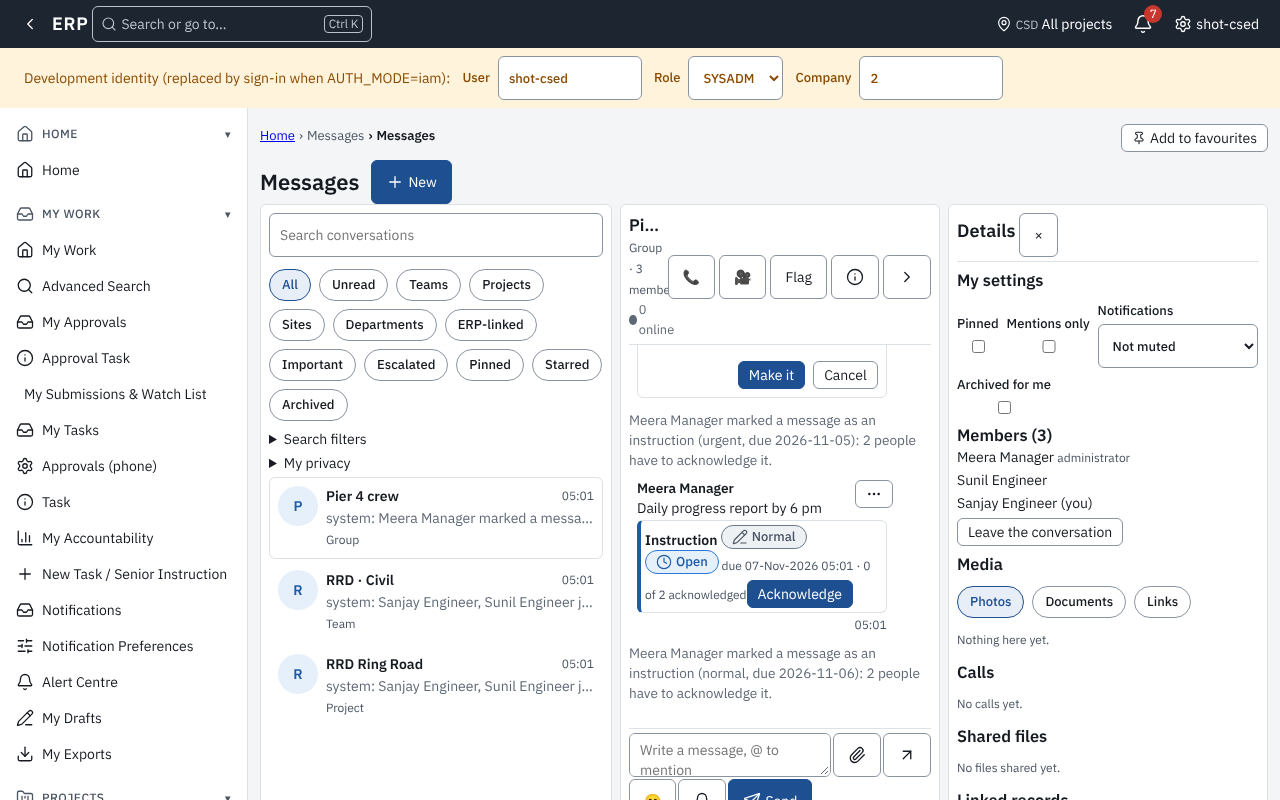 ERP
Search or go to…
Ctrl K
CSD All projects
7
shot-csed
Development identity (replaced by sign-in when AUTH_MODE=iam):
User
shot-csed
Role
SYSADM
Company
2
HOME
Home
MY WORK
My Work
Advanced Search
My Approvals
Approval Task
My Submissions & Watch List
My Tasks
Approvals (phone)
Task
My Accountability
New Task / Senior Instruction
Notifications
Notification Preferences
Alert Centre
My Drafts
My Exports
PROJECTS
Home › Messages › Messages
Add to favourites
Messages
New
Search conversations
All
Unread
Teams
Projects
Sites
Departments
ERP-linked
Important
Escalated
Pinned
Starred
Archived
Search filters
My privacy
P
Pier 4 crew
05:01
system: Meera Manager marked a messa…
Group
R
RRD · Civil
05:01
system: Sanjay Engineer, Sunil Engineer j…
Team
R
RRD Ring Road
05:01
system: Sanjay Engineer, Sunil Engineer j…
Project
Pi…
Group
· 3
membe
0
online
Flag
Make it
Cancel
Meera Manager marked a message as an
instruction (urgent, due 2026-11-05): 2 people
have to acknowledge it.
Meera Manager
Daily progress report by 6 pm
Instruction
Normal
Open
due 07-Nov-2026 05:01 · 0
of 2 acknowledged
Acknowledge
05:01
Meera Manager marked a message as an
instruction (normal, due 2026-11-06): 2 people
have to acknowledge it.
Write a message, @ to
mention
Send
Details
×
My settings
Pinned
Mentions only
Notifications
Not muted
Archived for me
Members (3)
Meera Manager administrator
Sunil Engineer
Sanjay Engineer (you)
Leave the conversation
Media
Photos
Documents
Links
Nothing here yet.
Calls
No calls yet.
Shared files
No files shared yet.
Linked records